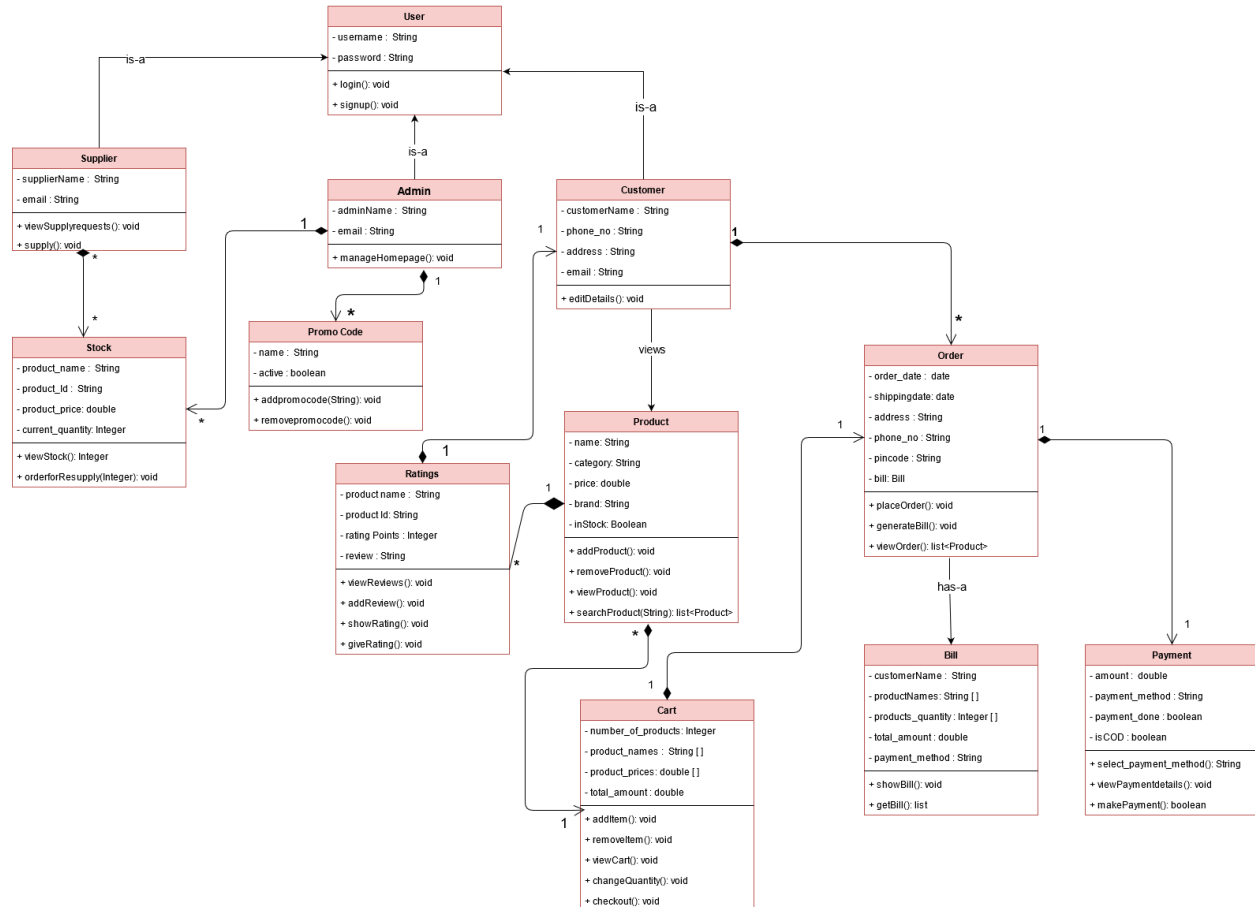 User
- username :  String
- password : String
+ login(): void
+ signup(): void
is-a
is-a
is-a
Supplier
- supplierName :  String
- email : String
+ viewSupplyrequests(): void
+ supply(): void
*
*
Admin
- adminName :  String
- email : String
+ manageHomepage(): void
1
*
1
*
Customer
- customerName :  String
- phone_no : String
- address : String
- email : String
+ editDetails(): void
1
1
*
views
Stock
- product_name : String
- product_Id :  String
- product_price: double
- current_quantity: Integer
+ viewStock(): Integer
+ orderforResupply(Integer): void
Promo Code
- name :  String
- active : boolean
+ addpromocode(String): void
+ removepromocode(): void
Order
- order_date :  date
- shippingdate: date
- address : String
- phone_no : String
- pincode : String
- bill: Bill
+ placeOrder(): void
+ generateBill(): void
+ viewOrder(): list<Product>
1
1
has-a
1
Product
- name: String
- category: String
- price: double
- brand: String
- inStock: Boolean
+ addProduct(): void
+ removeProduct(): void
+ viewProduct(): void
+ searchProduct(String): list<Product>
1
*
*
1
Ratings
- product name :  String
- product Id: String
- rating Points : Integer
- review : String
+ viewReviews(): void
+ addReview(): void
+ showRating(): void
+ giveRating(): void
1
Bill
- customerName :  String
- productNames: String [ ]
- products_quantity : Integer [ ]
- total_amount : double
- payment_method : String
+ showBill(): void
+ getBill(): list
Payment
- amount :  double
- payment_method : String
- payment_done : boolean
- isCOD : boolean
+ select_payment_method(): String
+ viewPaymentdetails(): void
+ makePayment(): boolean
Cart
- number_of_products: Integer
- product_names :  String [ ]
- product_prices: double [ ]
- total_amount : double
+ addItem(): void
+ removeItem(): void
+ viewCart(): void
+ changeQuantity(): void
+ checkout(): void
1